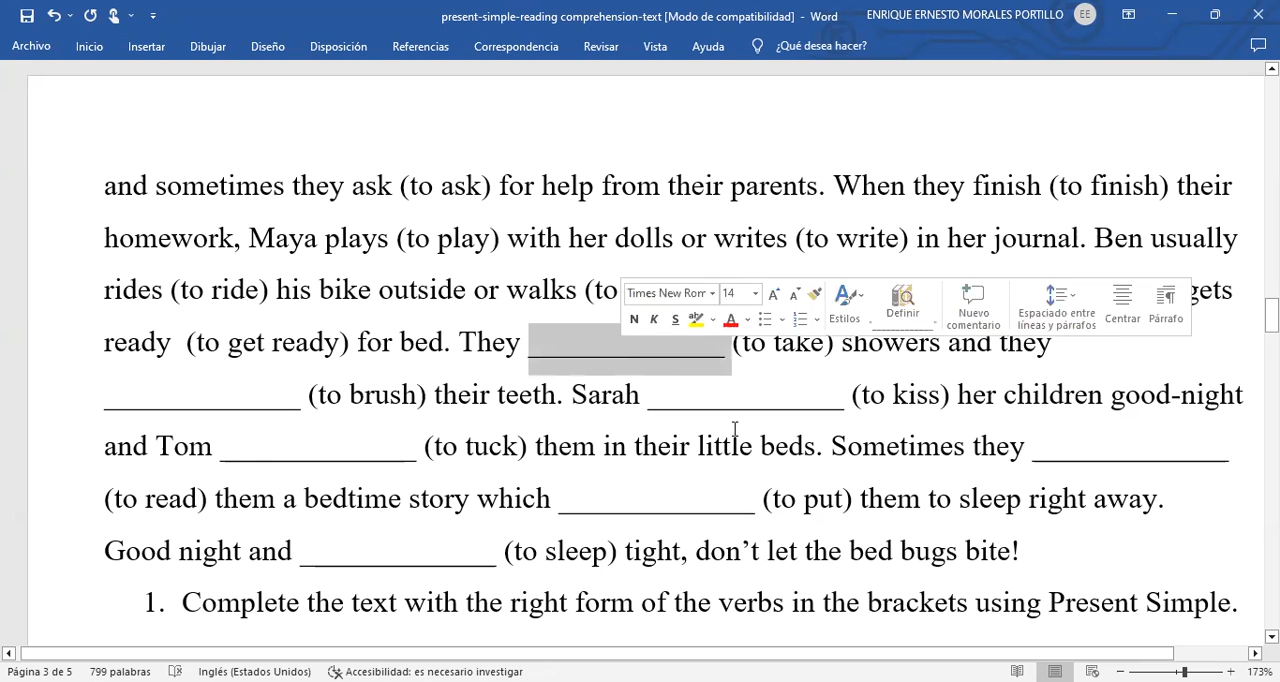 present-simple-reading comprehension-text [Modo de compatibilidad] - Word
ENRIQUE ERNESTO MORALES PORTILLO
EE
Archivo Inicio Insertar Dibujar Diseño Disposición Referencias Correspondencia Revisar Vista Ayuda ¿Qué desea hacer?
and sometimes they ask (to ask) for help from their parents. When they finish (to finish) their
homework, Maya plays (to play) with her dolls or writes (to write) in her journal. Ben usually
rides (to ride) his bike outside or walks (to gets
Times New Rom 14
N K S Estilos Definir Nuevo comentario Espaciado entre líneas y párrafos Centrar Párrafo
ready (to get ready) for bed. They ______________ (to take) showers and they
______________ (to brush) their teeth. Sarah ______________ (to kiss) her children good-night
and Tom ______________ (to tuck) them in their little beds. Sometimes they ______________
(to read) them a bedtime story which ______________ (to put) them to sleep right away.
Good night and ______________ (to sleep) tight, don’t let the bed bugs bite!
1. Complete the text with the right form of the verbs in the brackets using Present Simple.
Página 3 de 5 799 palabras Inglés (Estados Unidos) Accesibilidad: es necesario investigar 173%